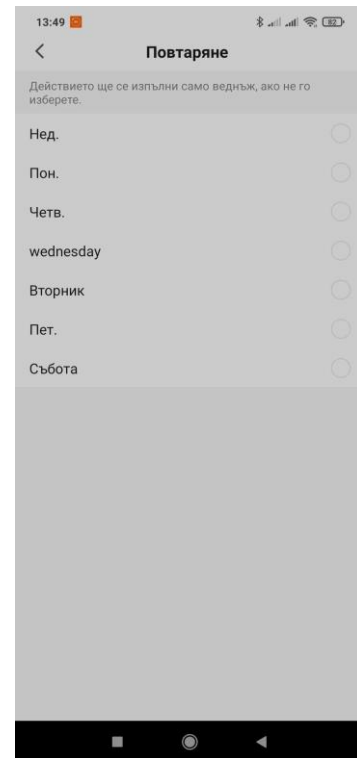 13:49 82
Повтаряне
Действието ще се изпълни само веднъж, ако не го
изберете.
Нед.
Пон.
Четв.
wednesday
Вторник
Пет.
Събота